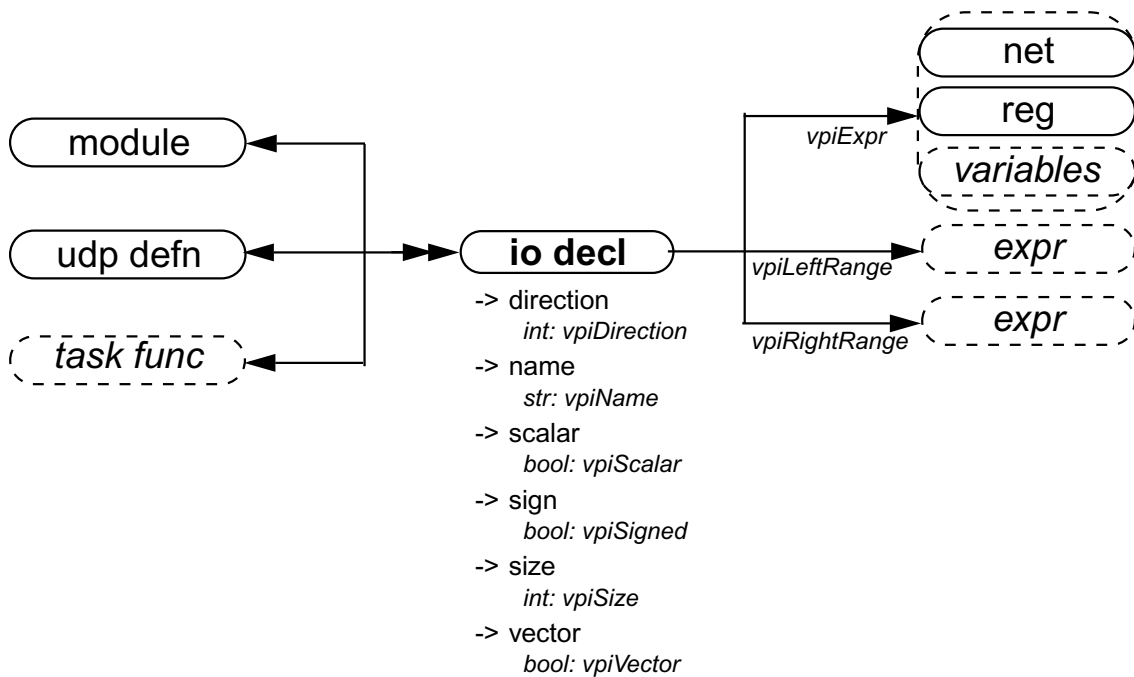 module
udp defn
task func
io decl
-> direction
int: vpiDirection
-> name
str: vpiName
-> scalar
bool: vpiScalar
-> sign
bool: vpiSigned
-> size
int: vpiSize
-> vector
bool: vpiVector
vpiExpr
vpiLeftRange
vpiRightRange
net
reg
variables
expr
expr